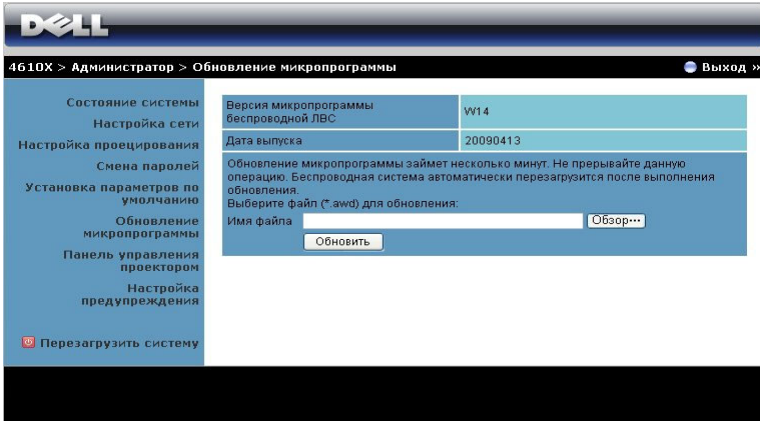 DELL
4610X > Администратор > Обновление микропрограммы
Выход »
Состояние системы
Настройка сети
Настройка проецирования
Смена паролей
Установка параметров по
умолчанию
Обновление
микропрограммы
Панель управления
проектором
Настройка
предупреждения
Перезагрузить систему
Версия микропрограммы
беспроводной ЛВС
W14
Дата выпуска
20090413
Обновление микропрограммы займет несколько минут. Не прерывайте данную
операцию. Беспроводная система автоматически перезагрузится после выполнения
обновления.
Выберите файл (*.awd) для обновления:
Имя файла
Обзор...
Обновить